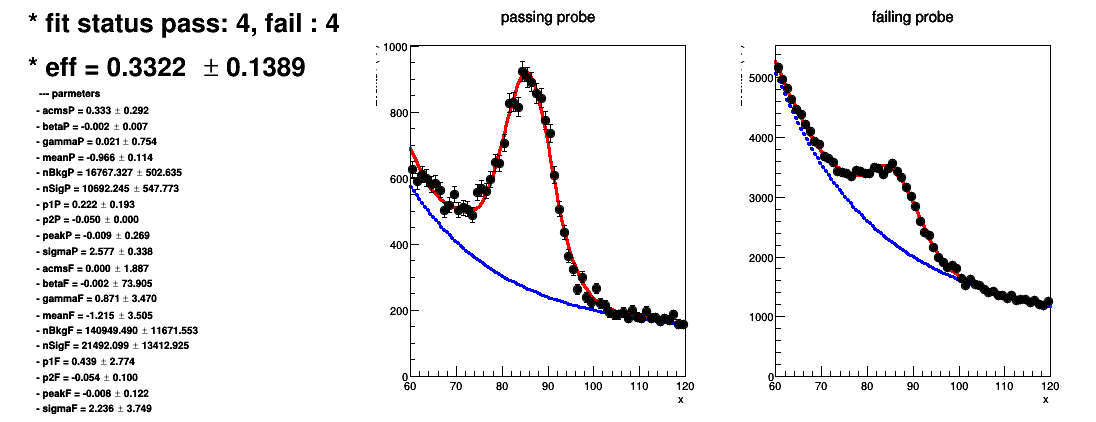 * fit status pass: 4, fail : 4
* eff = 0.3322 ± 0.1389
--- parmeters
- acmsP = 0.333 ± 0.292
- betaP = -0.002 ± 0.007
- gammaP = 0.021 ± 0.754
- meanP = -0.966 ± 0.114
- nBkgP = 16767.327 ± 502.635
- nSigP = 10692.245 ± 547.773
- p1P = 0.222 ± 0.193
- p2P = -0.050 ± 0.000
- peakP = -0.009 ± 0.269
- sigmaP = 2.577 ± 0.338
- acmsF = 0.000 ± 1.887
- betaF = -0.002 ± 73.905
- gammaF = 0.871 ± 3.470
- meanF = -1.215 ± 3.505
- nBkgF = 140949.490 ± 11671.553
- nSigF = 21492.099 ± 13412.925
- p1F = 0.439 ± 2.774
- p2F = -0.054 ± 0.100
- peakF = -0.008 ± 0.122
- sigmaF = 2.236 ± 3.749
passing probe
1000
800
600
400
200
0
60 70 80 90 100 110 120
x
failing probe
5000
4000
3000
2000
1000
0
60 70 80 90 100 110 120
x